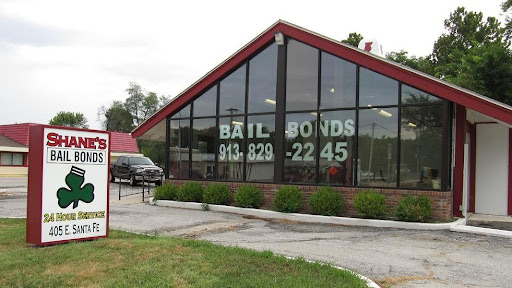 SHANE'S
BAIL BONDS
24 HOUR SERVICE
405 E. SANTA FE
BAIL BONDS
913-829-2245